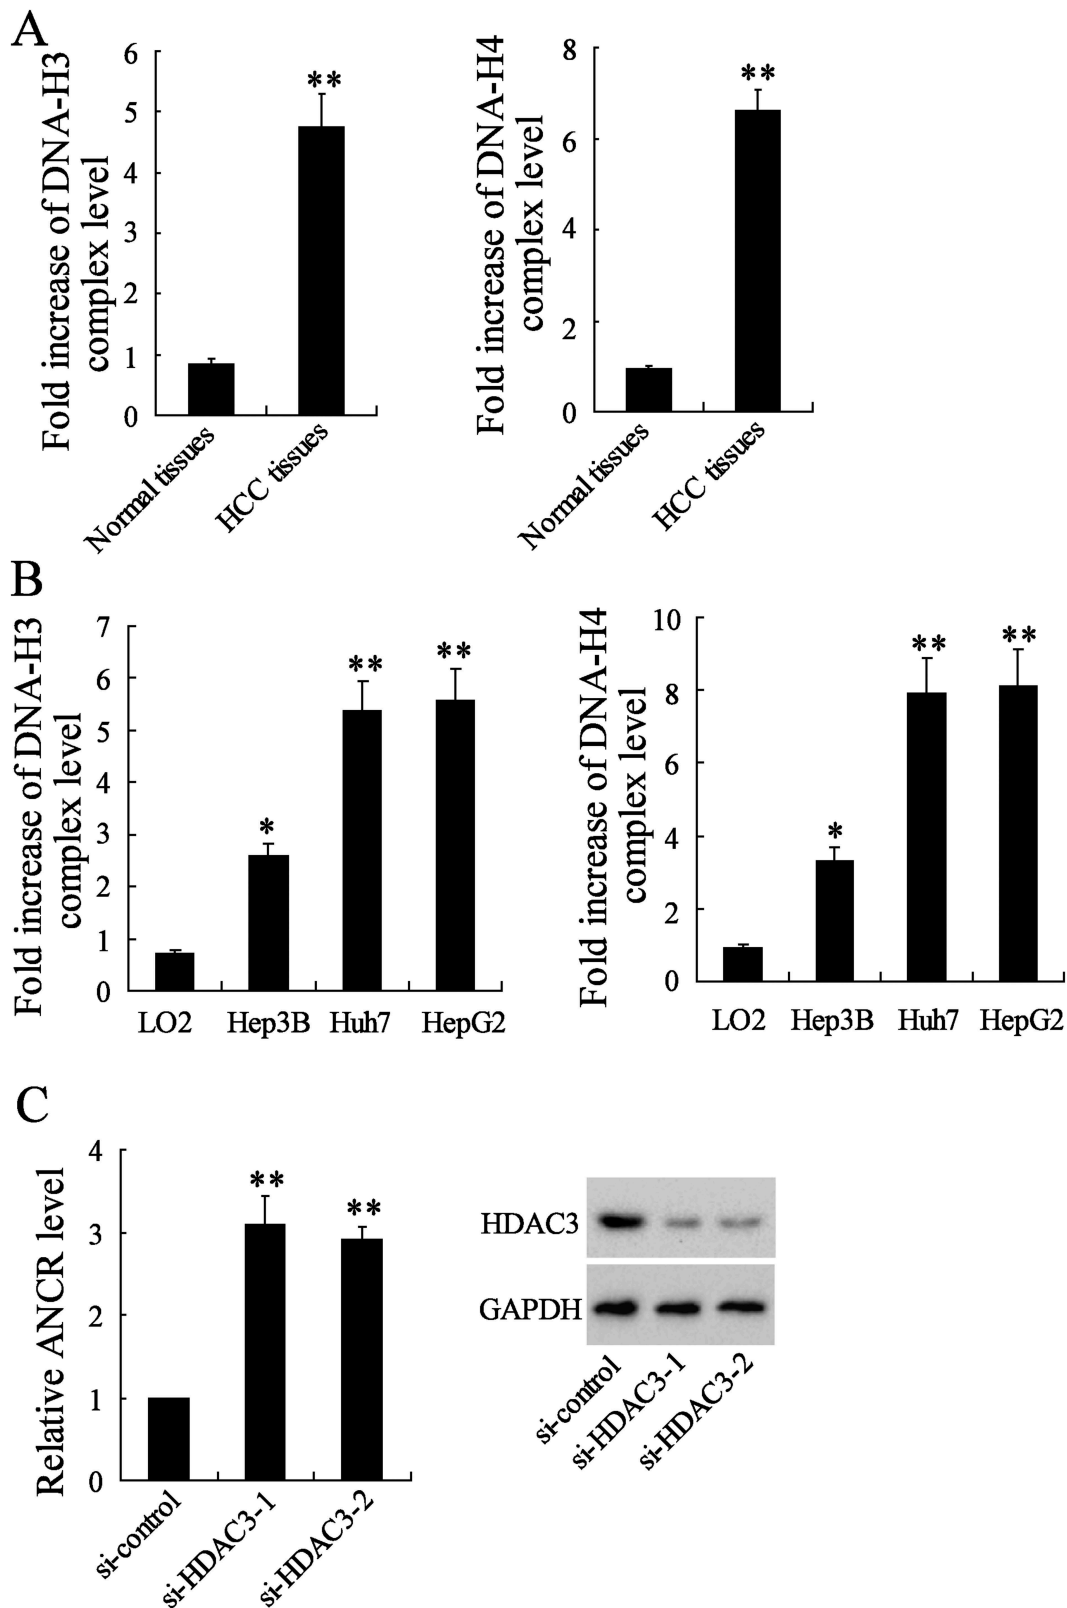 A
Fold increase of DNA-H3
complex level
6
5
4
3
2
1
0
**
Normal tissues
HCC tissues
Fold increase of DNA-H4
complex level
8
6
4
2
0
**
Normal tissues
HCC tissues
B
Fold increase of DNA-H3
complex level
7
6
5
4
3
2
1
0
*
**
**
LO2 Hep3B Huh7 HepG2
Fold increase of DNA-H4
complex level
10
8
6
4
2
0
*
**
**
LO2 Hep3B Huh7 HepG2
C
Relative ANCR level
4
3
2
1
0
**
**
si-control
si-HDAC3-1
si-HDAC3-2
HDAC3
GAPDH
si-control
si-HDAC3-1
si-HDAC3-2